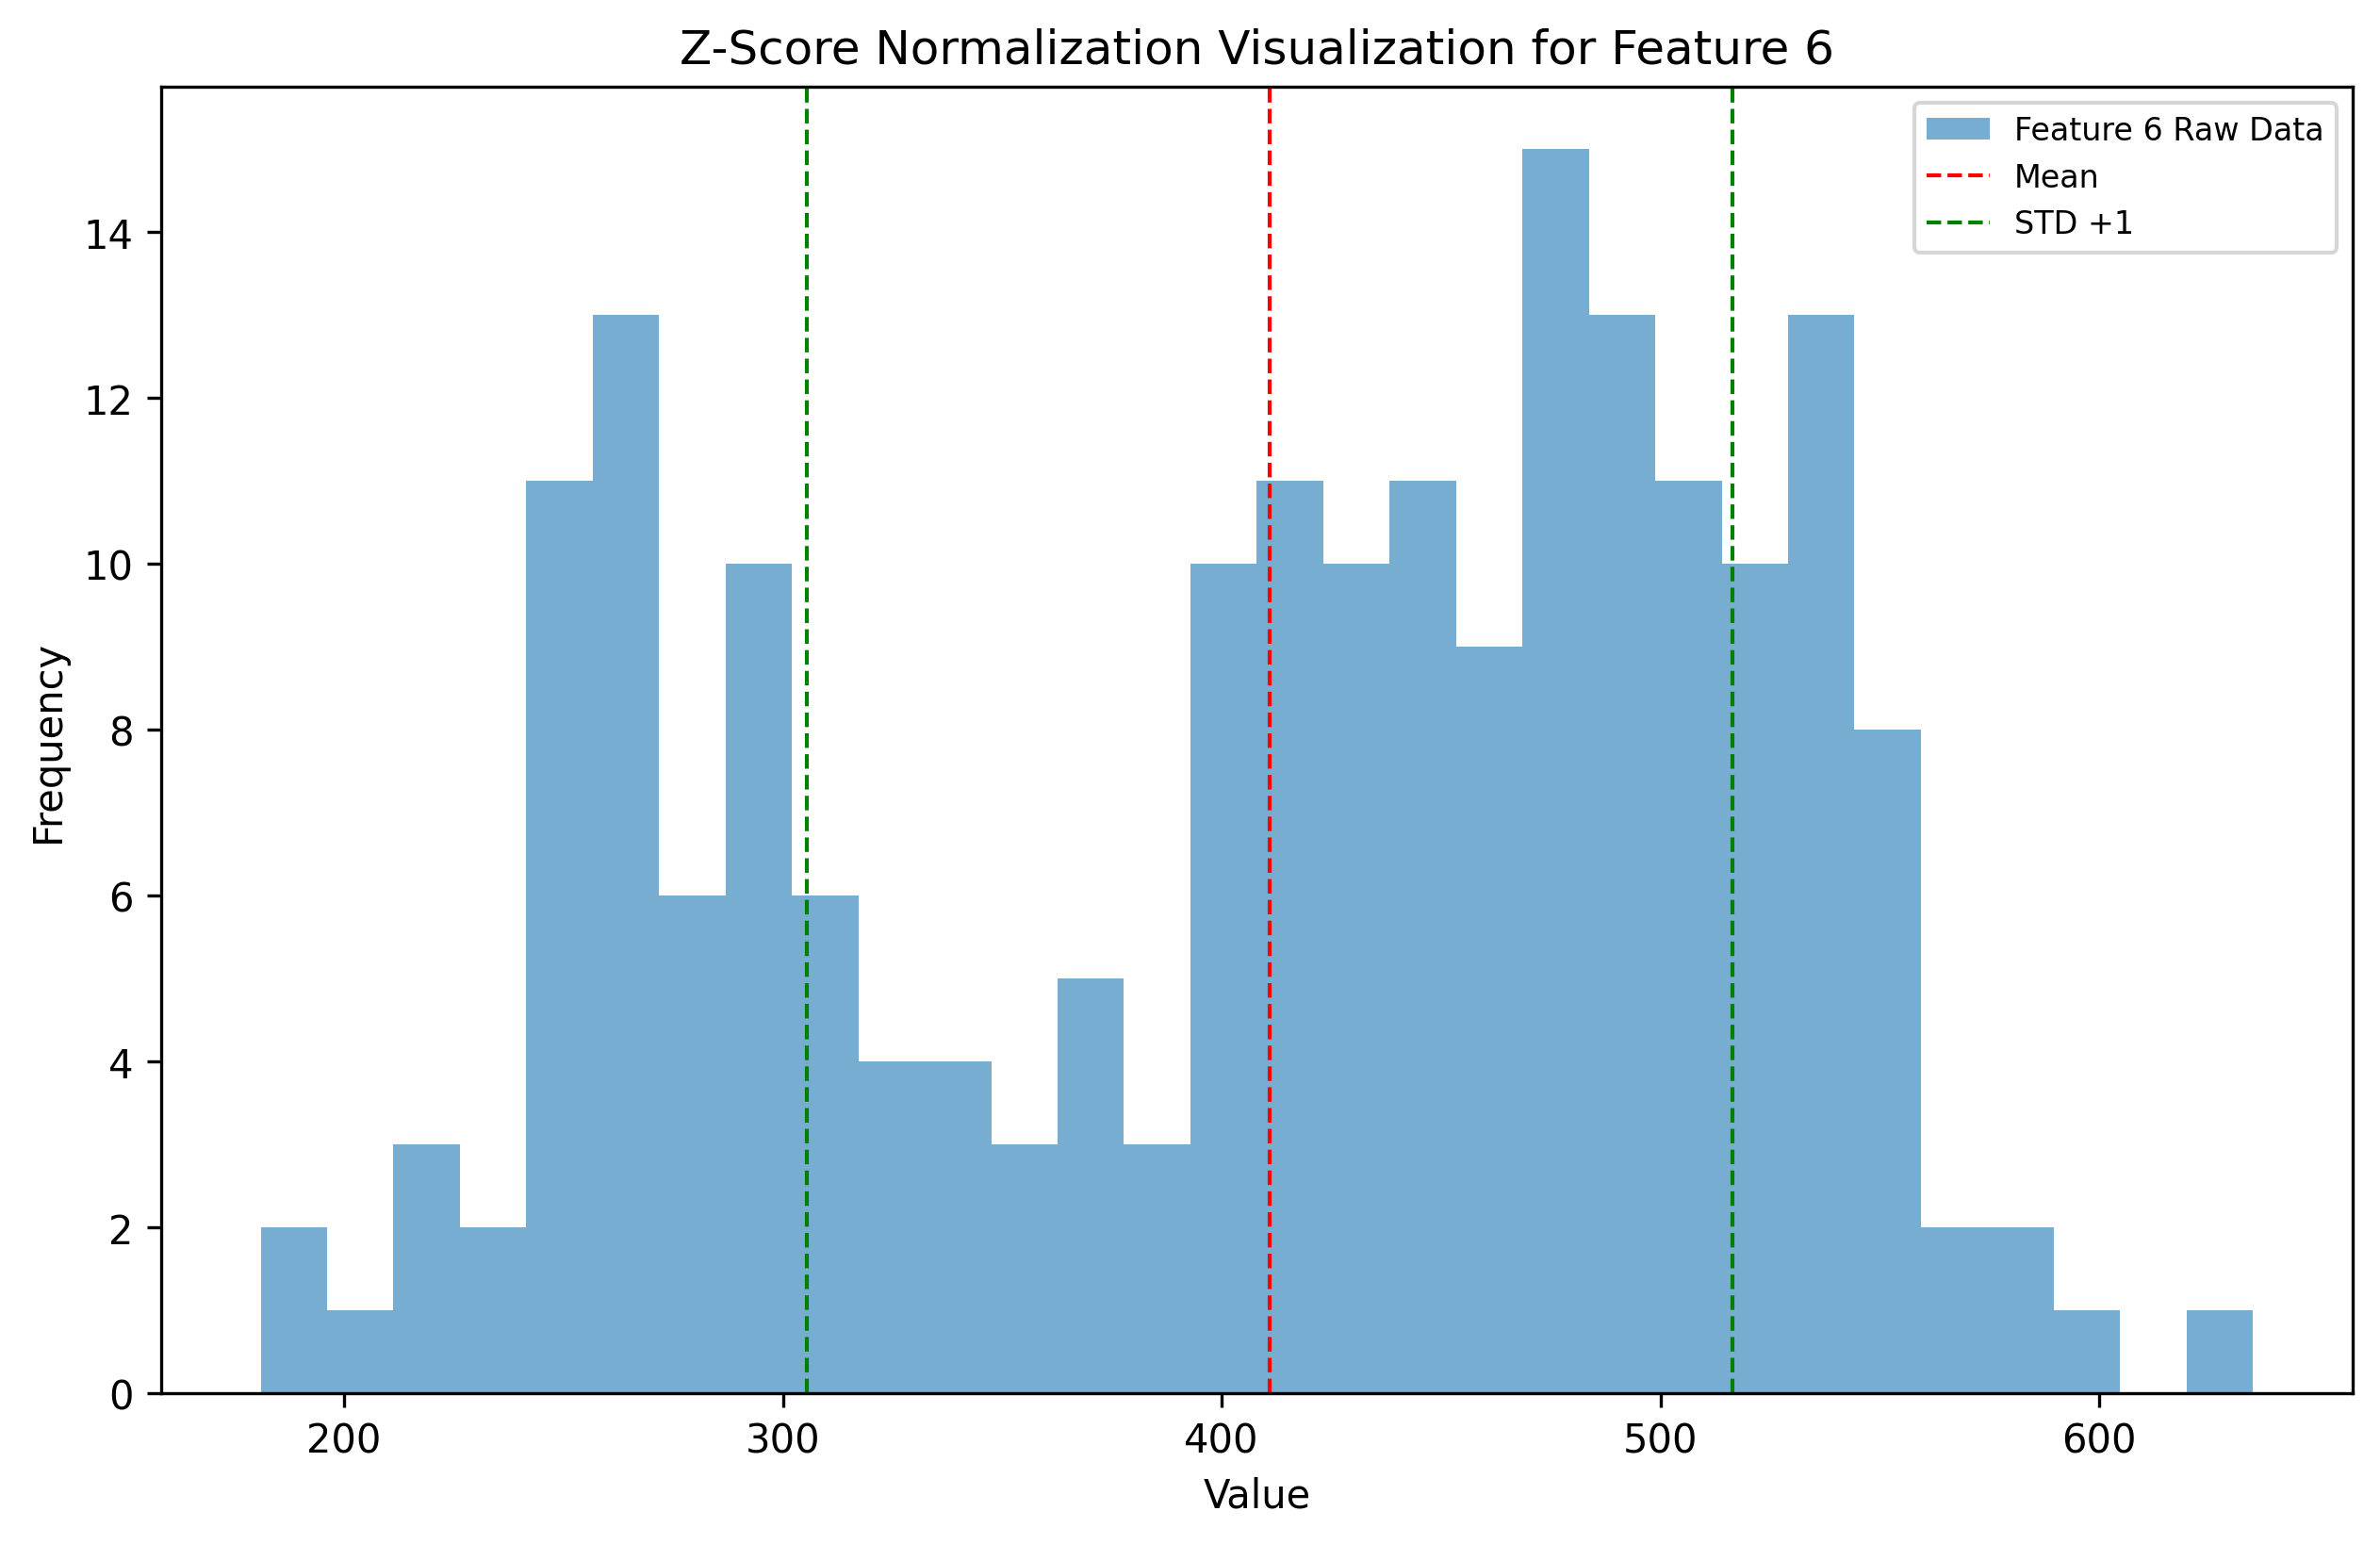 Z-Score Normalization Visualization for Feature 6
Feature 6 Raw Data
Mean
STD +1
14
12
10
8
6
4
2
0
Frequency
200 300 400 500 600
Value